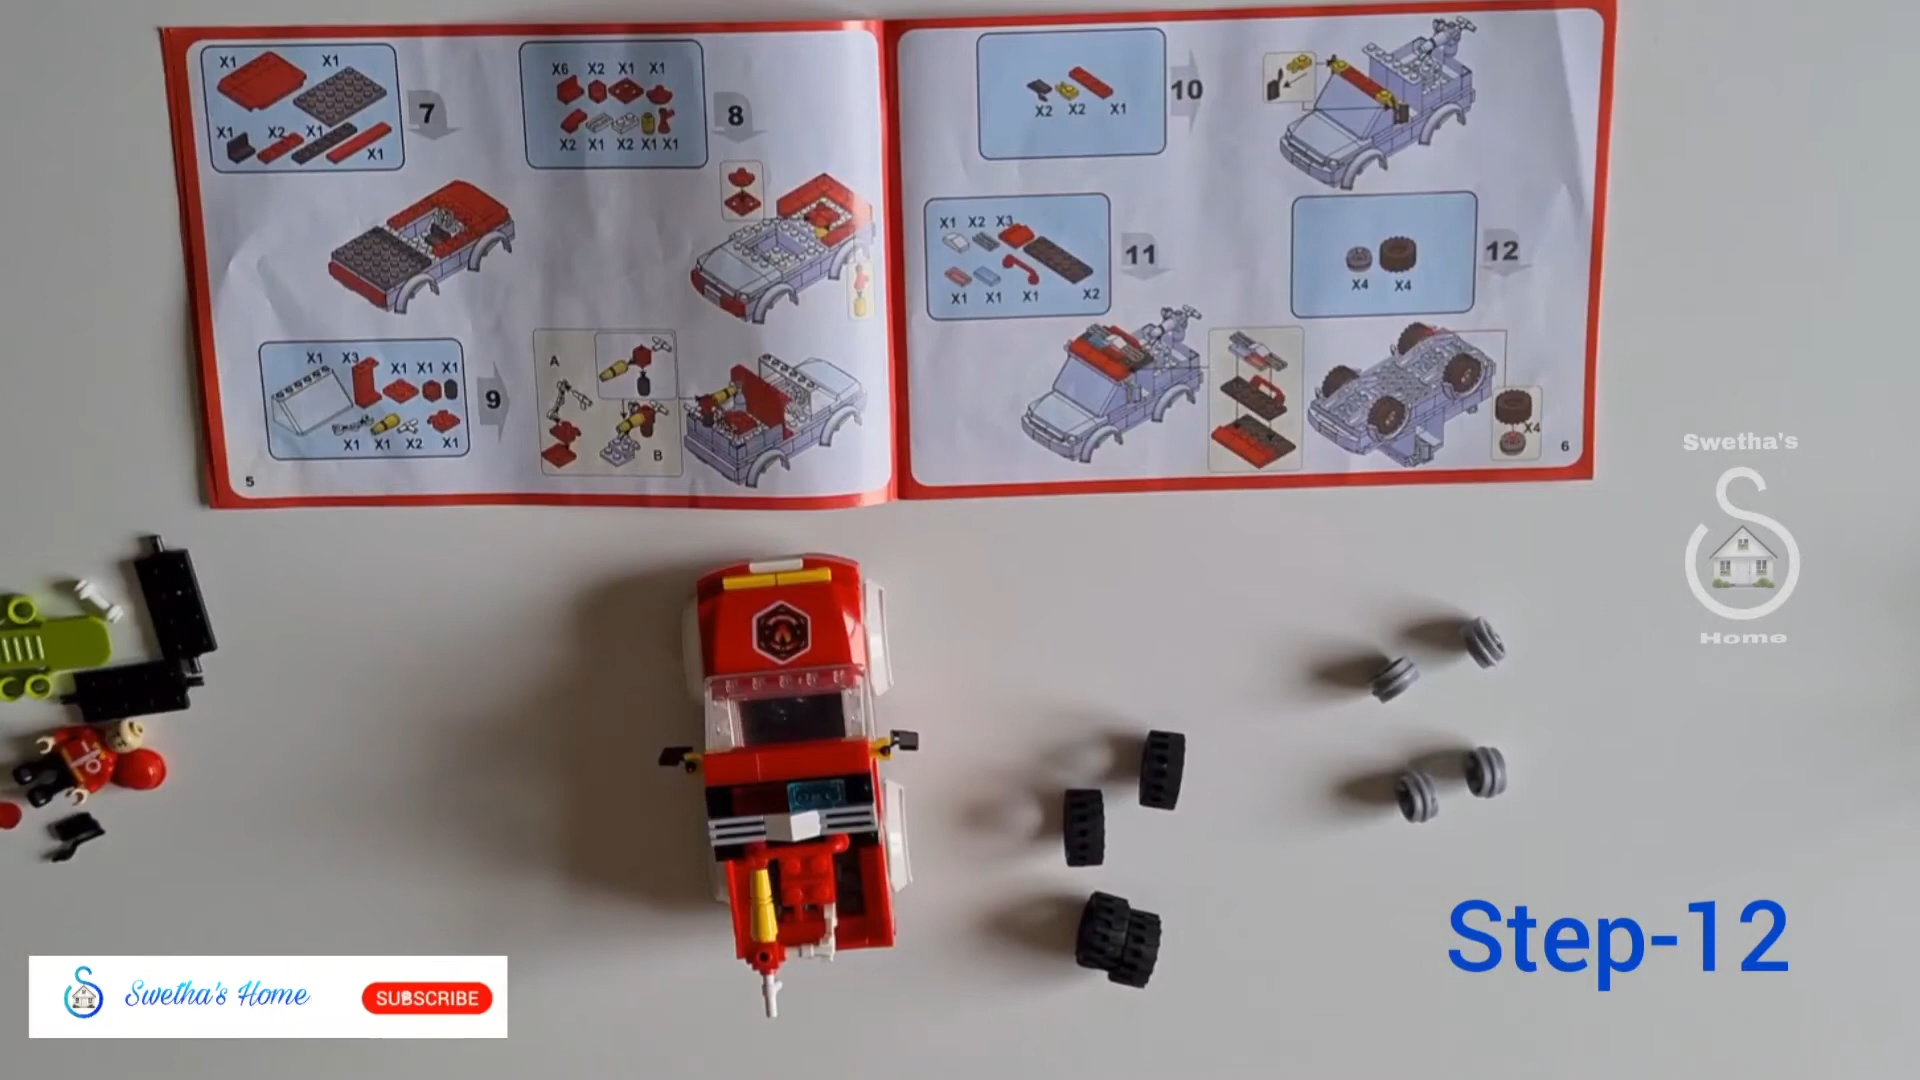 X1 X1
X1 X2 X1 X1
7
X6 X2 X1 X1
X2 X1 X2 X1 X1
8
X1 X3 X1 X1 X1
X1 X1 X2 X1
9
A
B
5
X2 X2 X1
10
X1 X2 X3
X1 X1 X1 X2
11
X4 X4
12
X4
6
Swetha's
Home
Step-12
Swetha's Home
SUBSCRIBE